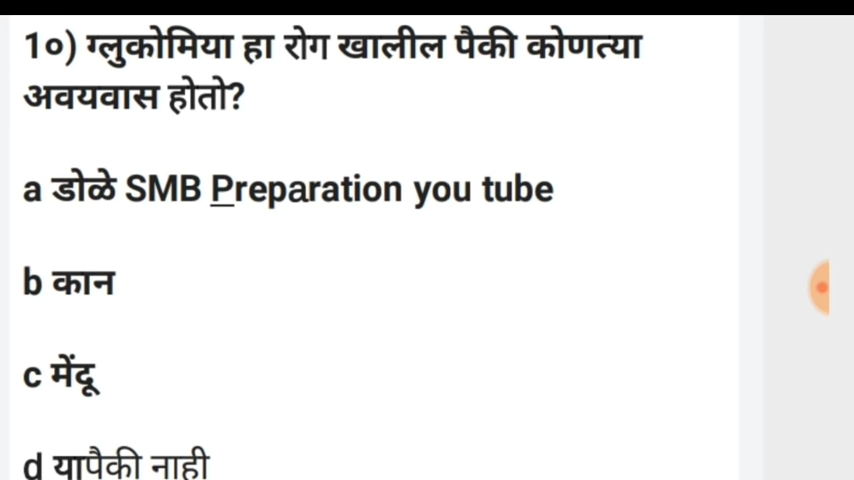 1०) ग्लुकोमिया हा रोग खालील पैकी कोणत्या
अवयवास होतो?
a डोळे SMB Preparation you tube
b कान
c मेंदू
d यापैकी नाही